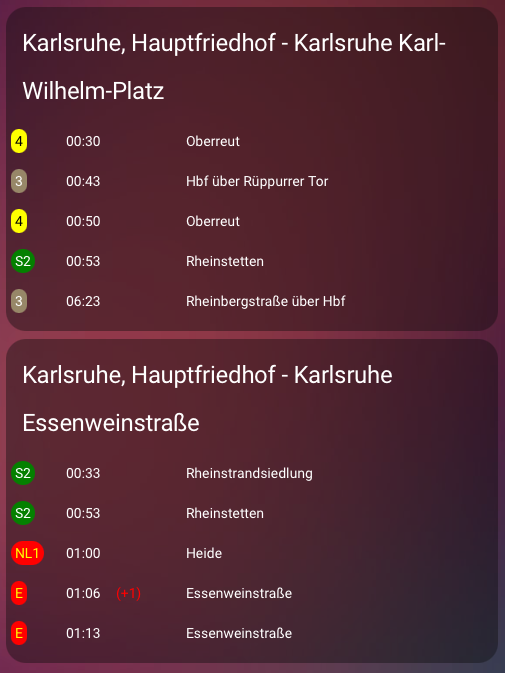 Karlsruhe, Hauptfriedhof - Karlsruhe Karl-
Wilhelm-Platz
4 00:30 Oberreut
3 00:43 Hbf über Rüppurrer Tor
4 00:50 Oberreut
S2 00:53 Rheinstetten
3 06:23 Rheinbergstraße über Hbf
Karlsruhe, Hauptfriedhof - Karlsruhe
Essenweinstraße
S2 00:33 Rheinstrandsiedlung
S2 00:53 Rheinstetten
NL1 01:00 Heide
E 01:06 (+1) Essenweinstraße
E 01:13 Essenweinstraße